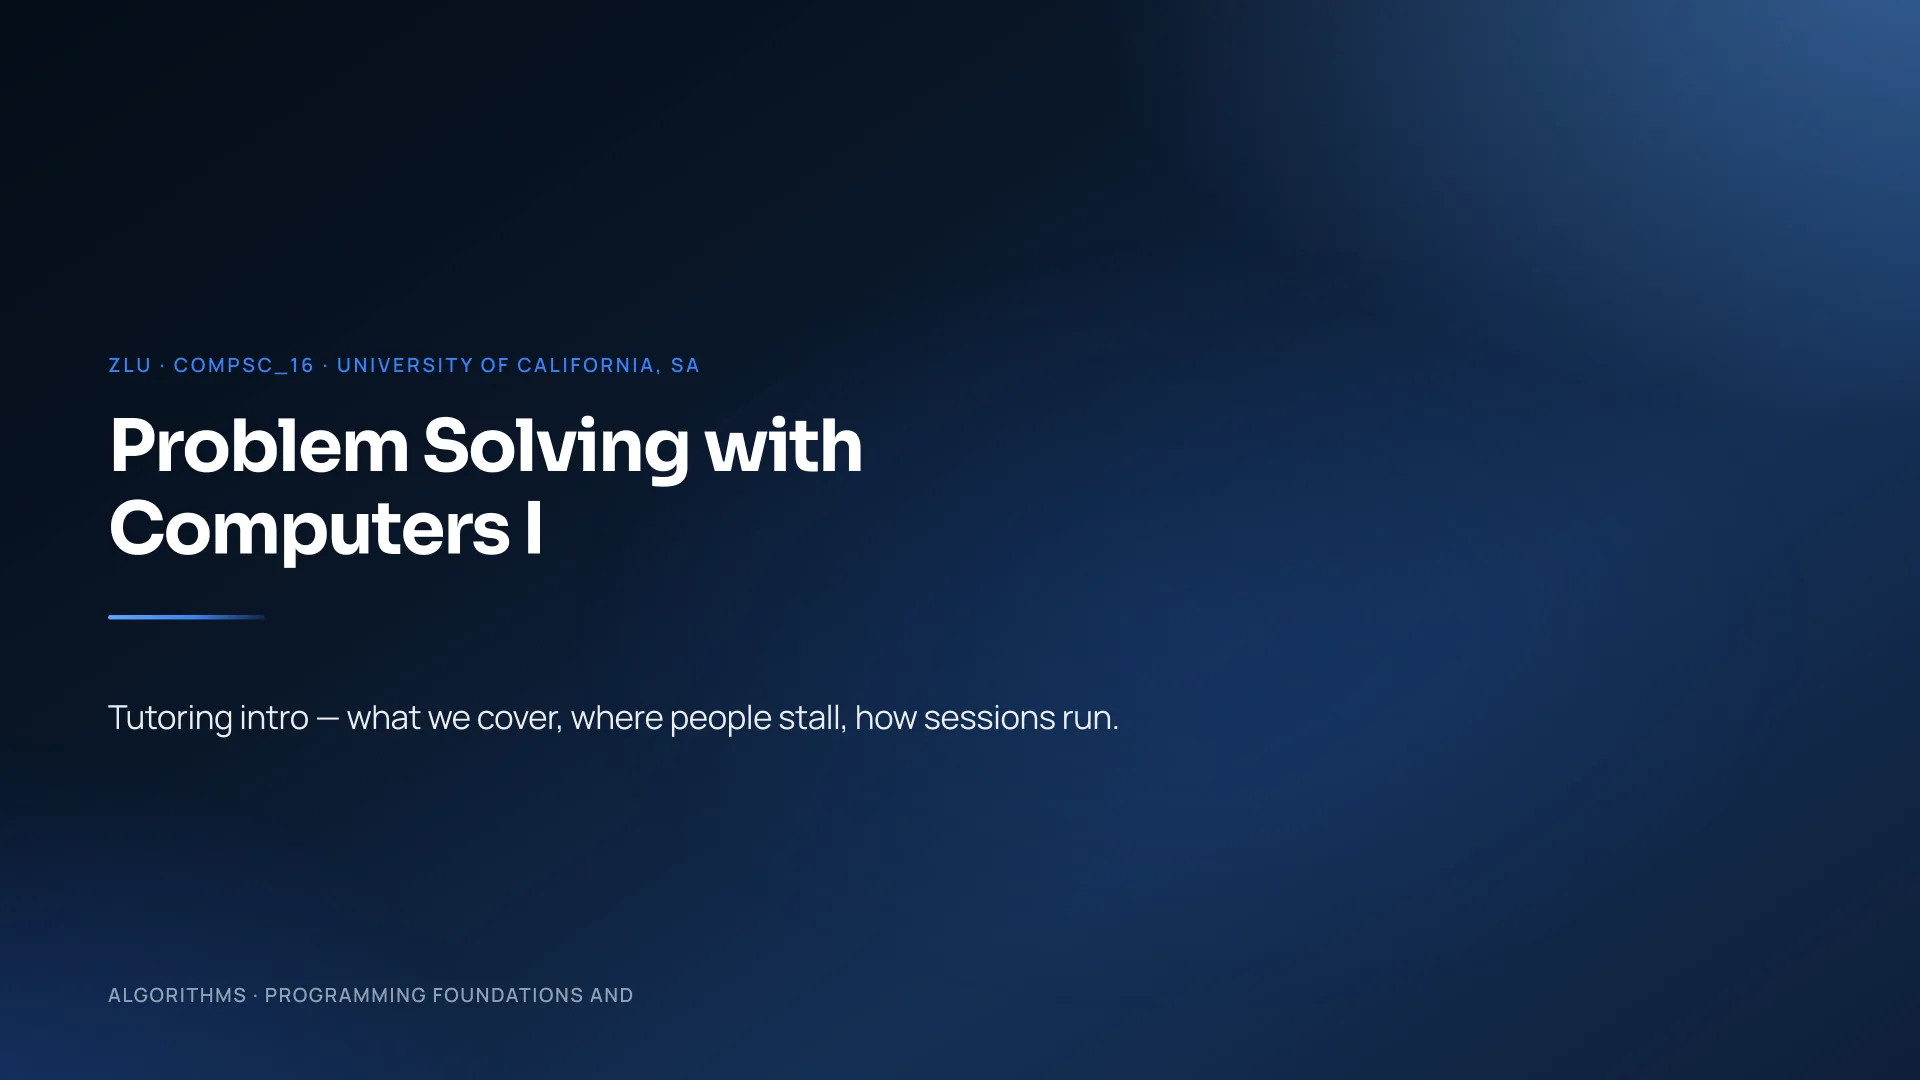 ZLU · COMPSC_16 · UNIVERSITY OF CALIFORNIA, SA
Problem Solving with
Computers I
Tutoring intro — what we cover, where people stall, how sessions run.
ALGORITHMS · PROGRAMMING FOUNDATIONS AND